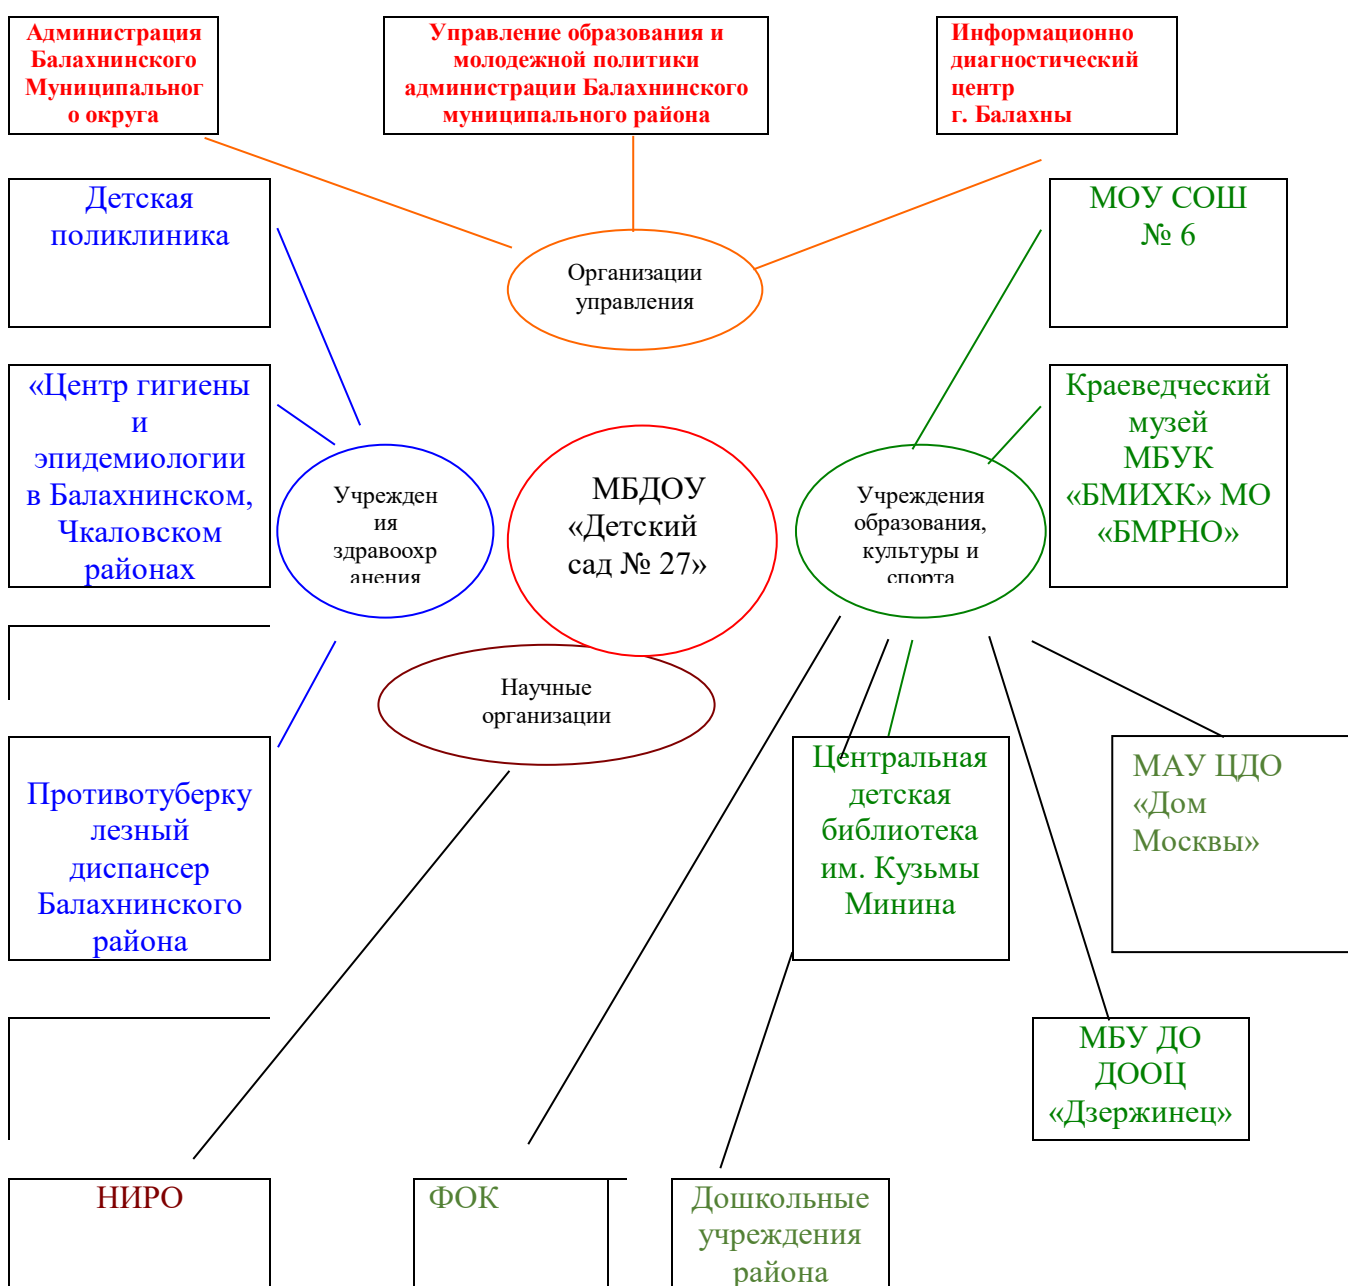 Администрация
Балахнинского
Муниципальног
о округа
Управление образования и
молодежной политики
администрации Балахнинского
муниципального района
Информационно
диагностический
центр
г. Балахны
Детская
поликлиника
Организации
управления
МОУ СОШ
№ 6
«Центр гигиены
и
эпидемиологии
в Балахнинском,
Чкаловском
районах
Учрежден
ия
здравоохр
анения
МБДОУ
«Детский
сад № 27»
Учреждения
образования,
культуры и
спорта
Краеведческий
музей
МБУК
«БМИХК» МО
«БМРНО»
Научные
организации
Противотуберку
лезный
диспансер
Балахнинского
района
Центральная
детская
библиотека
им. Кузьмы
Минина
МАУ ЦДО
«Дом
Москвы»
МБУ ДО
ДООЦ
«Дзержинец»
НИРО
ФОК
Дошкольные
учреждения
района